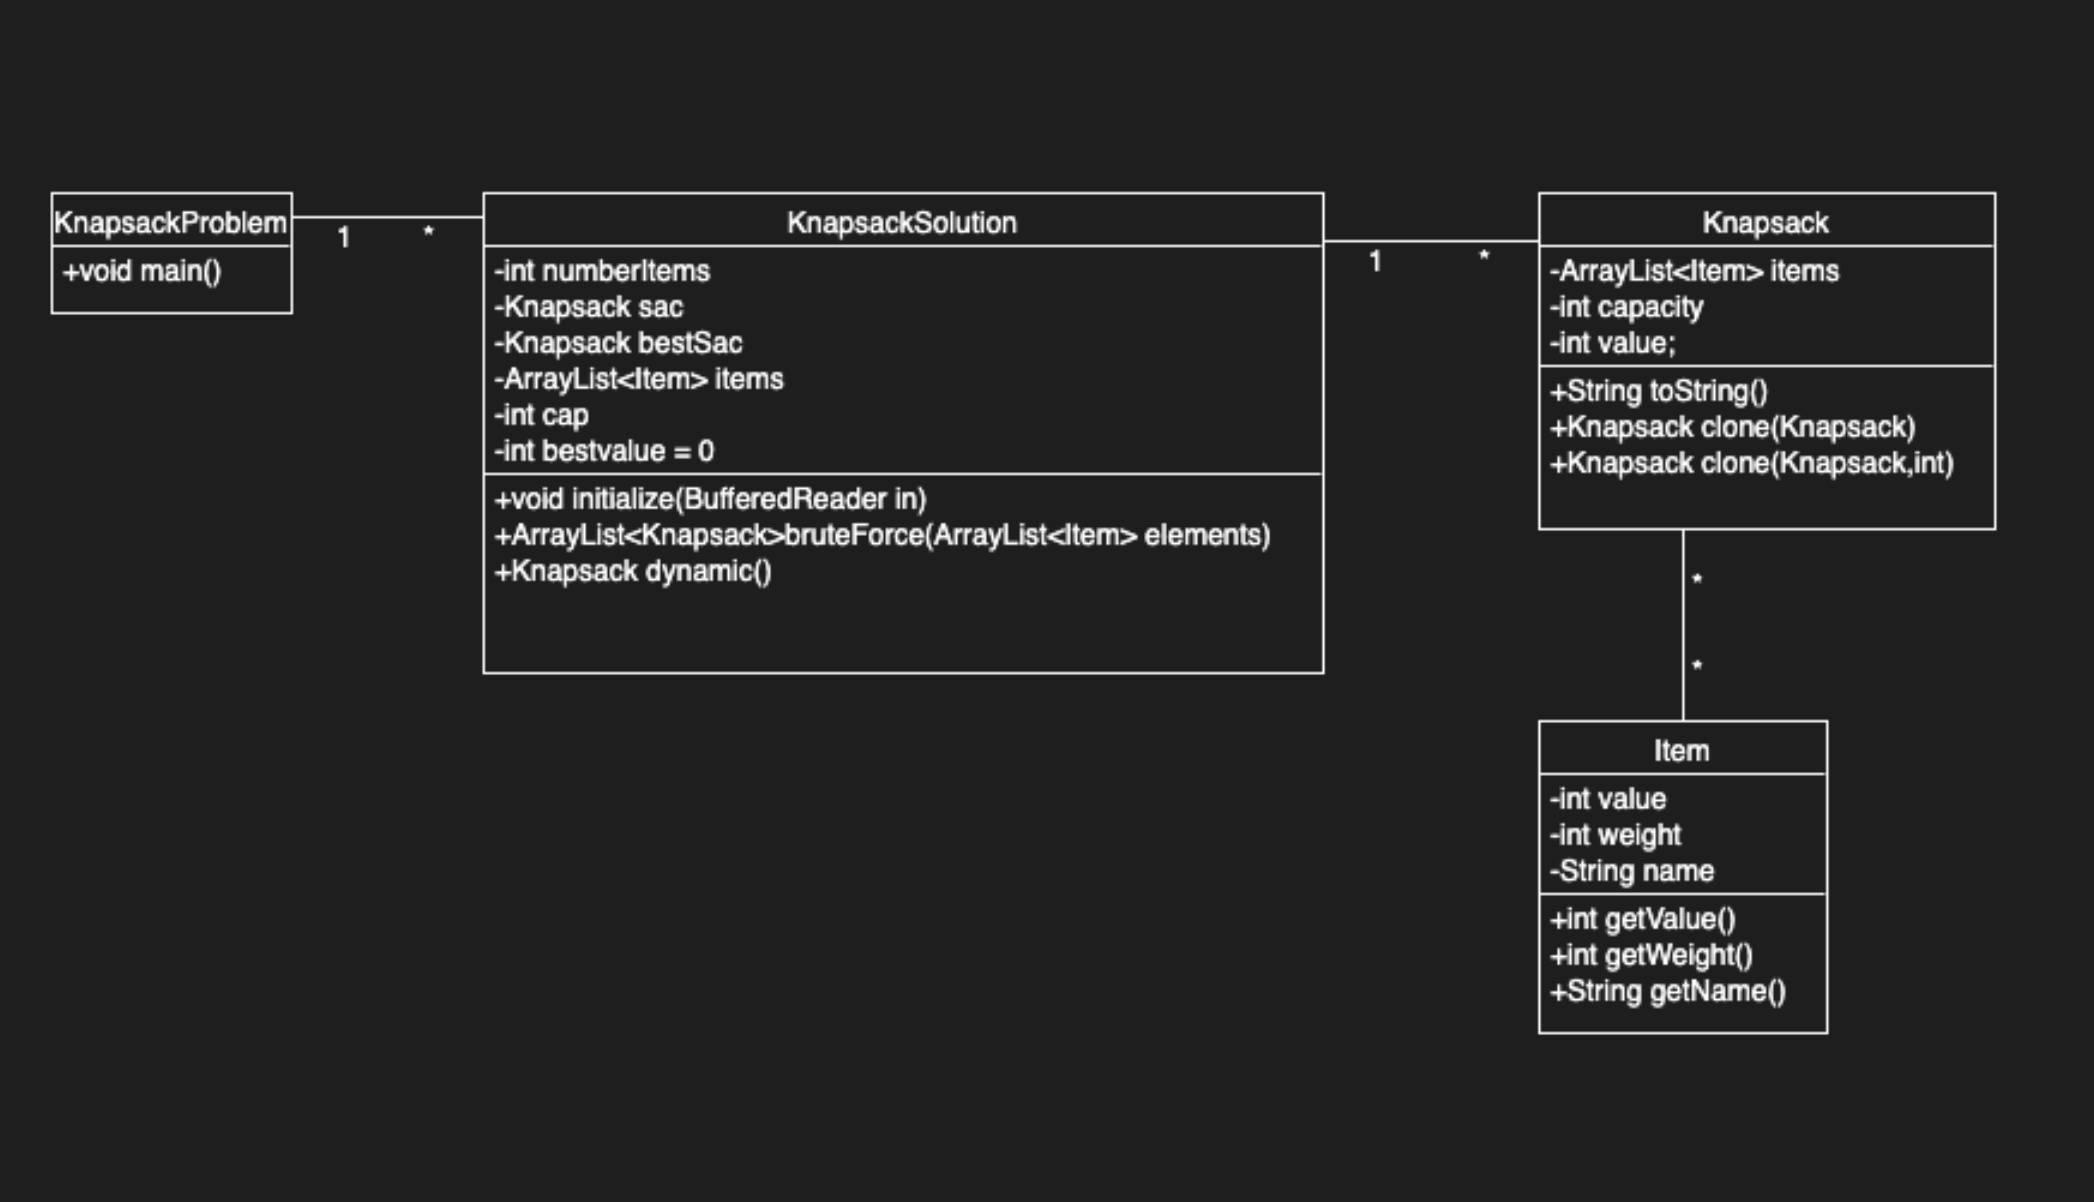 KnapsackProblem
+void main()
1
*
KnapsackSolution
-int numberItems
-Knapsack sac
-Knapsack bestSac
-ArrayList<Item> items
-int cap
-int bestvalue = 0
+void initialize(BufferedReader in)
+ArrayList<Knapsack>bruteForce(ArrayList<Item> elements)
+Knapsack dynamic()
1
*
Knapsack
-ArrayList<Item> items
-int capacity
-int value;
+String toString()
+Knapsack clone(Knapsack)
+Knapsack clone(Knapsack,int)
*
*
Item
-int value
-int weight
-String name
+int getValue()
+int getWeight()
+String getName()